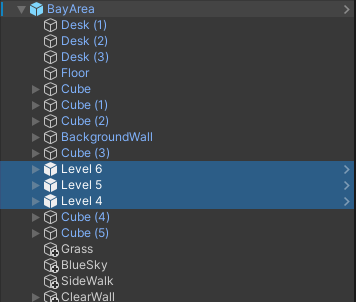 BayArea
Desk (1)
Desk (2)
Desk (3)
Floor
Cube
Cube (1)
Cube (2)
BackgroundWall
Cube (3)
Level 6
Level 5
Level 4
Cube (4)
Cube (5)
Grass
BlueSky
SideWalk
ClearWall